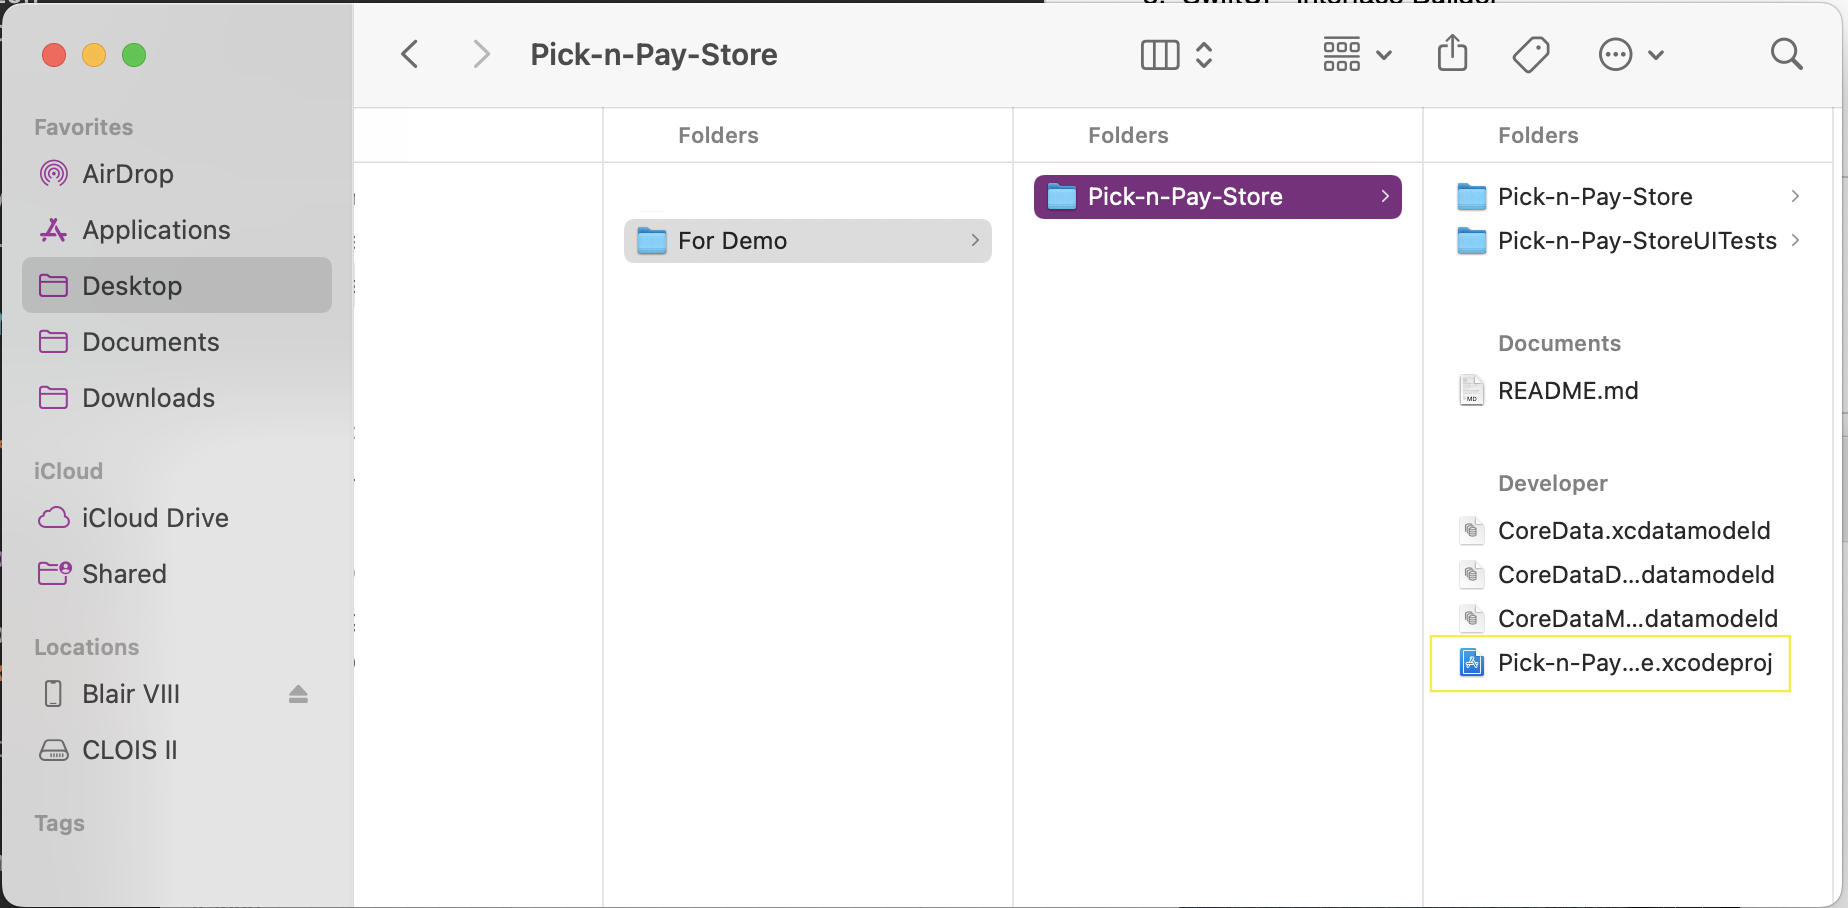 Pick-n-Pay-Store
Favorites
AirDrop
Applications
Desktop
Documents
Downloads
iCloud
iCloud Drive
Shared
Locations
Blair VIII
CLOIS II
Tags
Folders
For Demo
Folders
Pick-n-Pay-Store
Folders
Pick-n-Pay-Store
Pick-n-Pay-StoreUITests
Documents
README.md
MD
Developer
CoreData.xcdatamodeld
CoreDataD...datamodeld
CoreDataM...datamodeld
Pick-n-Pay...e.xcodeproj